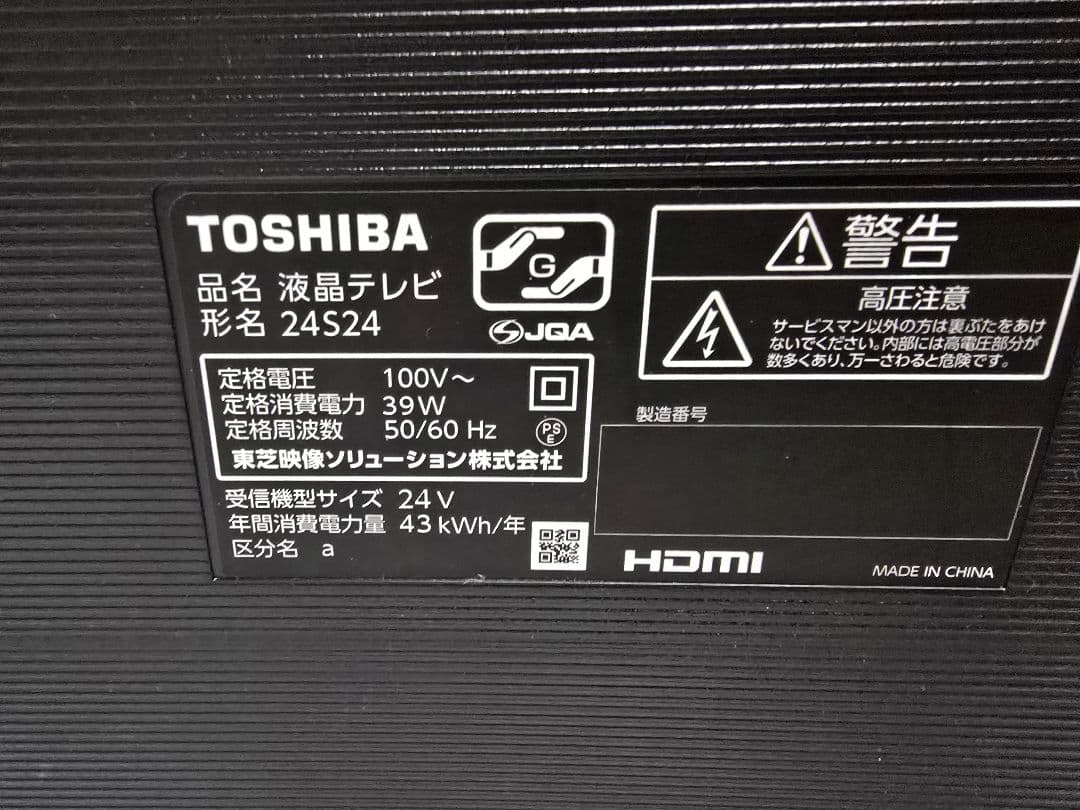 TOSHIBA
品名 液晶テレビ
形名 24S24
G
JQA
定格電圧 100V～
定格消費電力 39W
定格周波数 50/60 Hz
PS
E
東芝映像ソリューション株式会社
受信機型サイズ 24V
年間消費電力量 43kWh/年
区分名 a
警告
高圧注意
サービスマン以外の方は裏ぶたをあけ
ないでください。内部には高電圧部分が
数多くあり、万一さわると危険です。
製造番号
HDMI
MADE IN CHINA